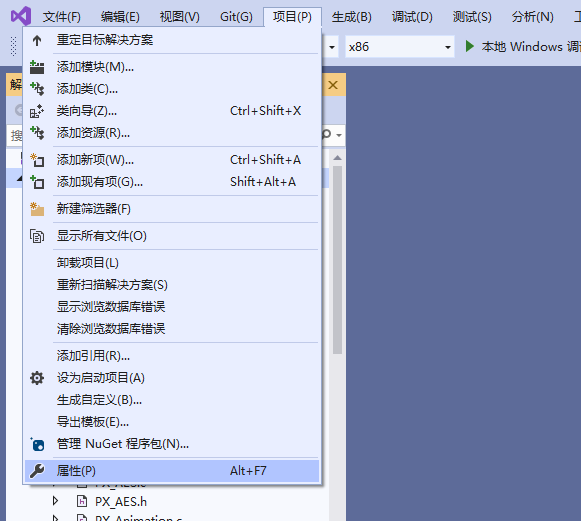 文件(F) 编辑(E) 视图(V) Git(G) 项目(P) 生成(B) 调试(D) 测试(S) 分析(N)
x86 本地 Windows 调
重定目标解决方案
添加模块(M)...
添加类(C)...
类向导(Z)... Ctrl+Shift+X
添加资源(R)...
添加新项(W)... Ctrl+Shift+A
添加现有项(G)... Shift+Alt+A
新建筛选器(F)
显示所有文件(O)
卸载项目(L)
重新扫描解决方案(S)
显示浏览数据库错误
清除浏览数据库错误
添加引用(R)...
设为启动项目(A)
生成自定义(B)...
导出模板(E)...
管理 NuGet 程序包(N)...
属性(P) Alt+F7
PX_AES.h
PX_Animation.c